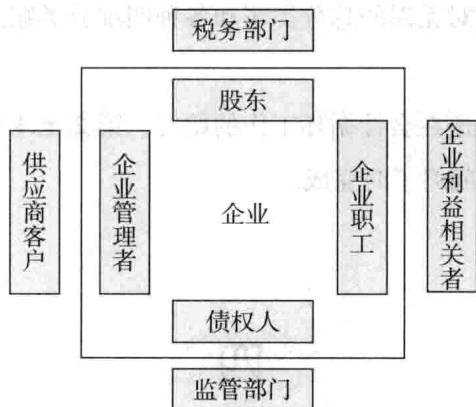 税务部门
股东
供应商客户
企业管理者
企业
企业职工
企业利益相关者
债权人
监管部门